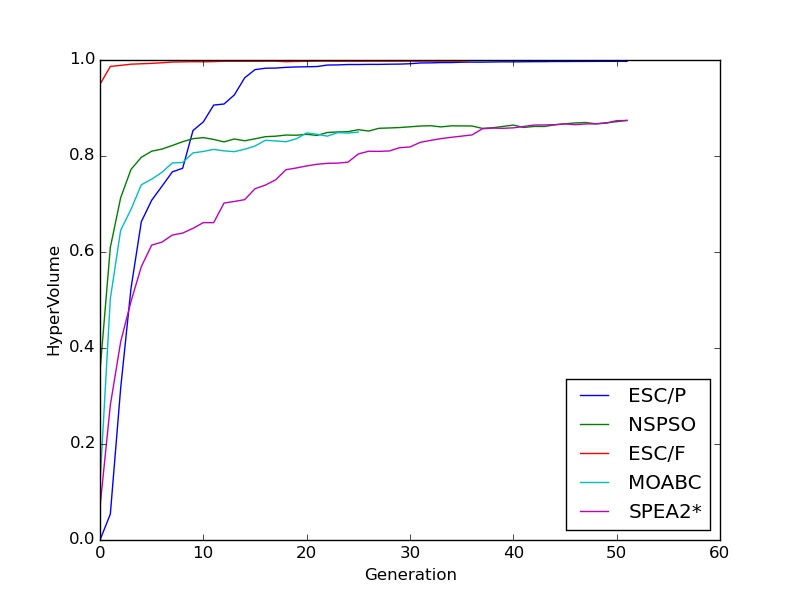 1.0
0.8
0.6
0.4
0.2
0.0
HyperVolume
0 10 20 30 40 50 60
Generation
ESC/P
NSPSO
ESC/F
MOABC
SPEA2*